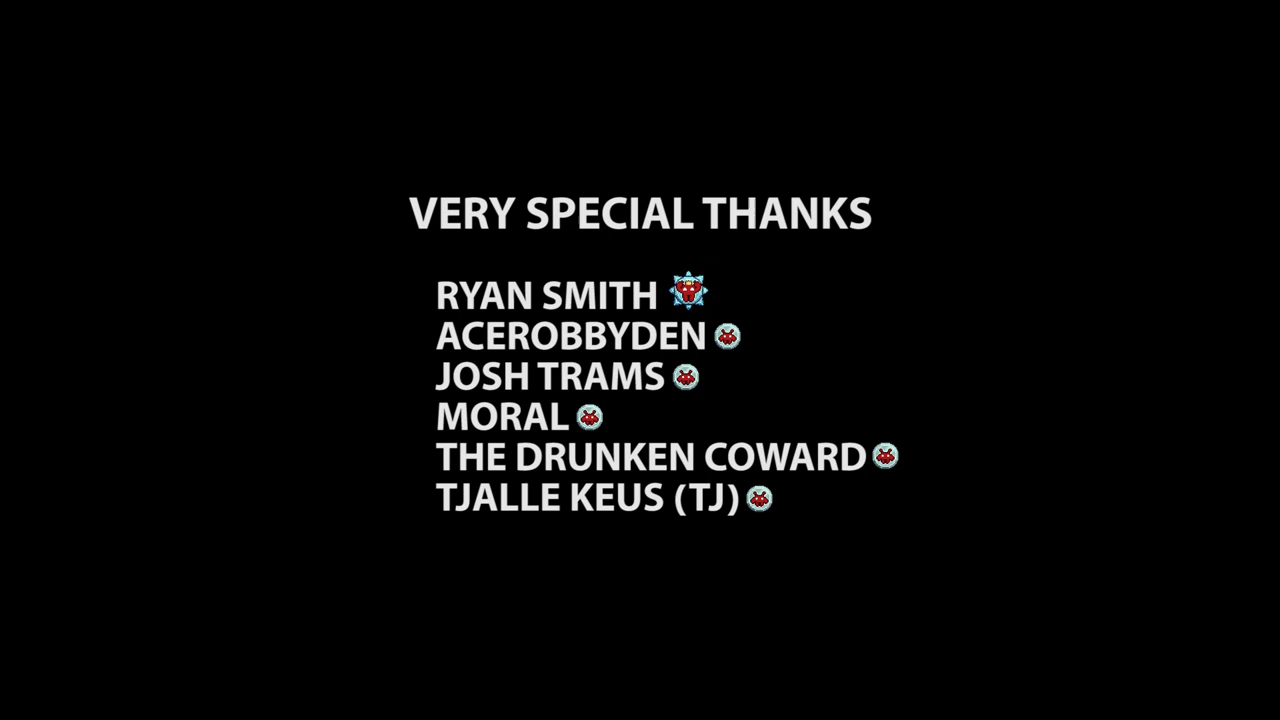 VERY SPECIAL THANKS
RYAN SMITH
ACEROBBYDEN
JOSH TRAMS
MORAL
THE DRUNKEN COWARD
TJALLE KEUS (TJ)